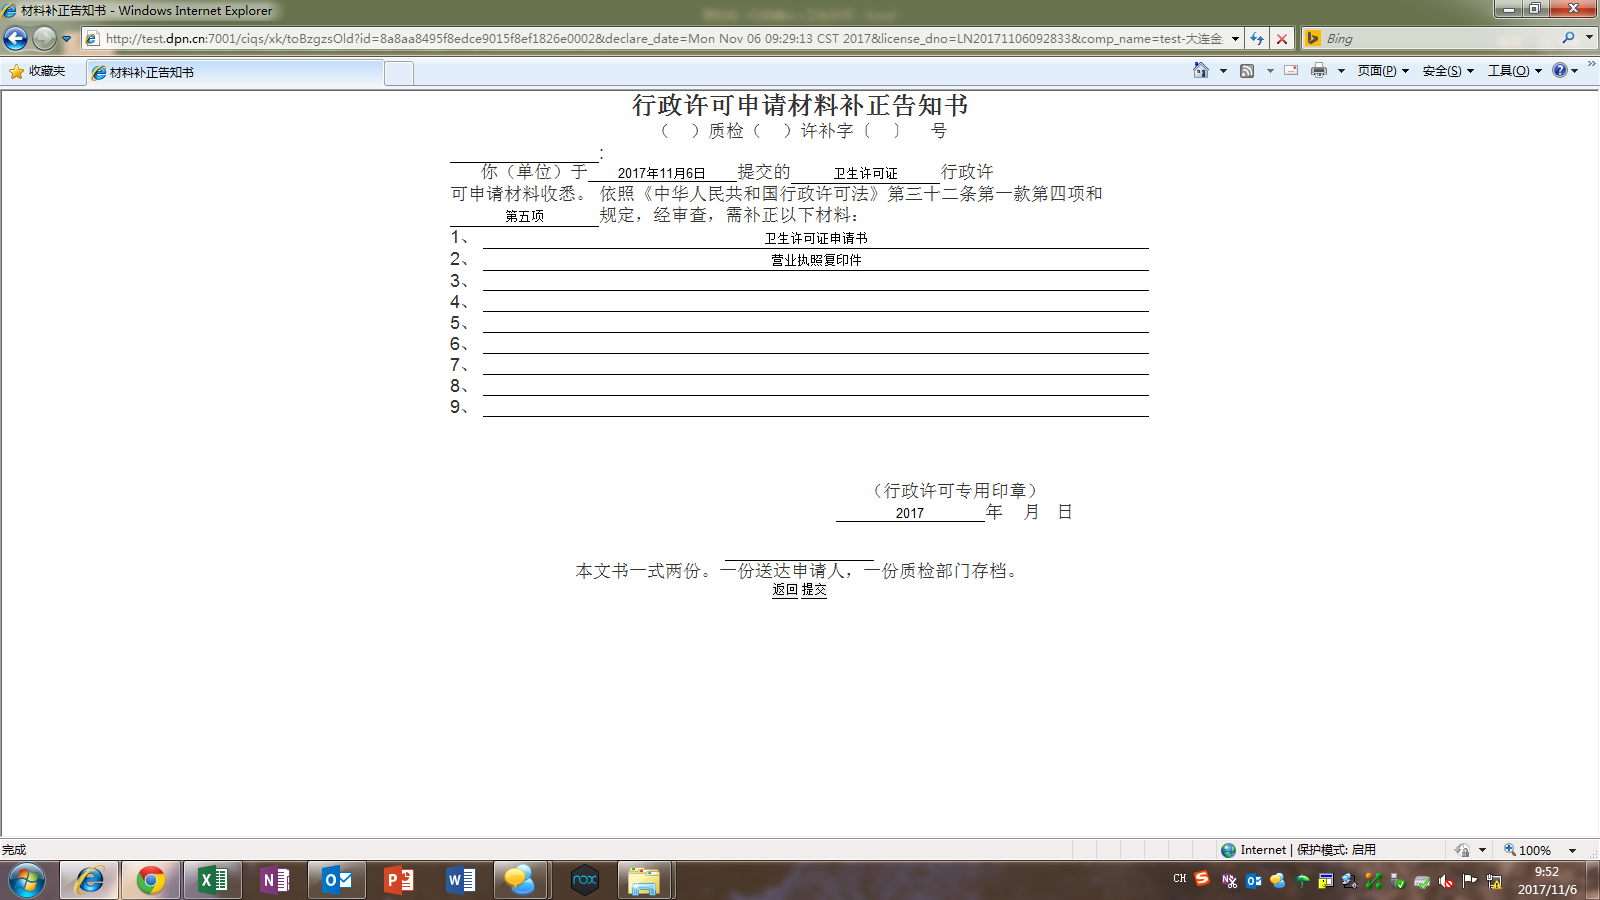 材料补正告知书 - Windows Internet Explorer
http://test.dpn.cn:7001/ciqs/xk/toBzgzsOld?id=8a8aa8495f8edce9015f8ef1826e0002&declare_date=Mon Nov 06 09:29:13 CST 2017&license_dno=LN20171106092833&comp_name=test-大连金
Bing
收藏夹
材料补正告知书
页面(P)
安全(S)
工具(O)
行政许可申请材料补正告知书
（ ）质检（ ）许补字〔 〕 号
：
你（单位）于 2017年11月6日 提交的 卫生许可证 行政许
可申请材料收悉。 依照《中华人民共和国行政许可法》第三十二条第一款第四项和
第五项 规定，经审查，需补正以下材料：
1、 卫生许可证申请书
2、 营业执照复印件
3、
4、
5、
6、
7、
8、
9、
（行政许可专用印章）
2017 年 月 日
本文书一式两份。一份送达申请人，一份质检部门存档。
返回 提交
完成
Internet | 保护模式: 启用
100%
CH
9:52
2017/11/6